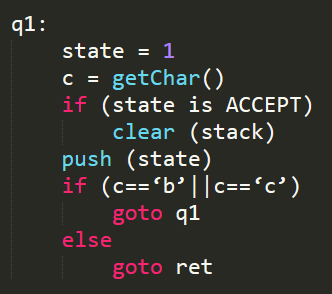 q1:
state = 1
c = getChar()
if (state is ACCEPT)
clear (stack)
push (state)
if (c==‘b’||c==‘c’)
goto q1
else
goto ret